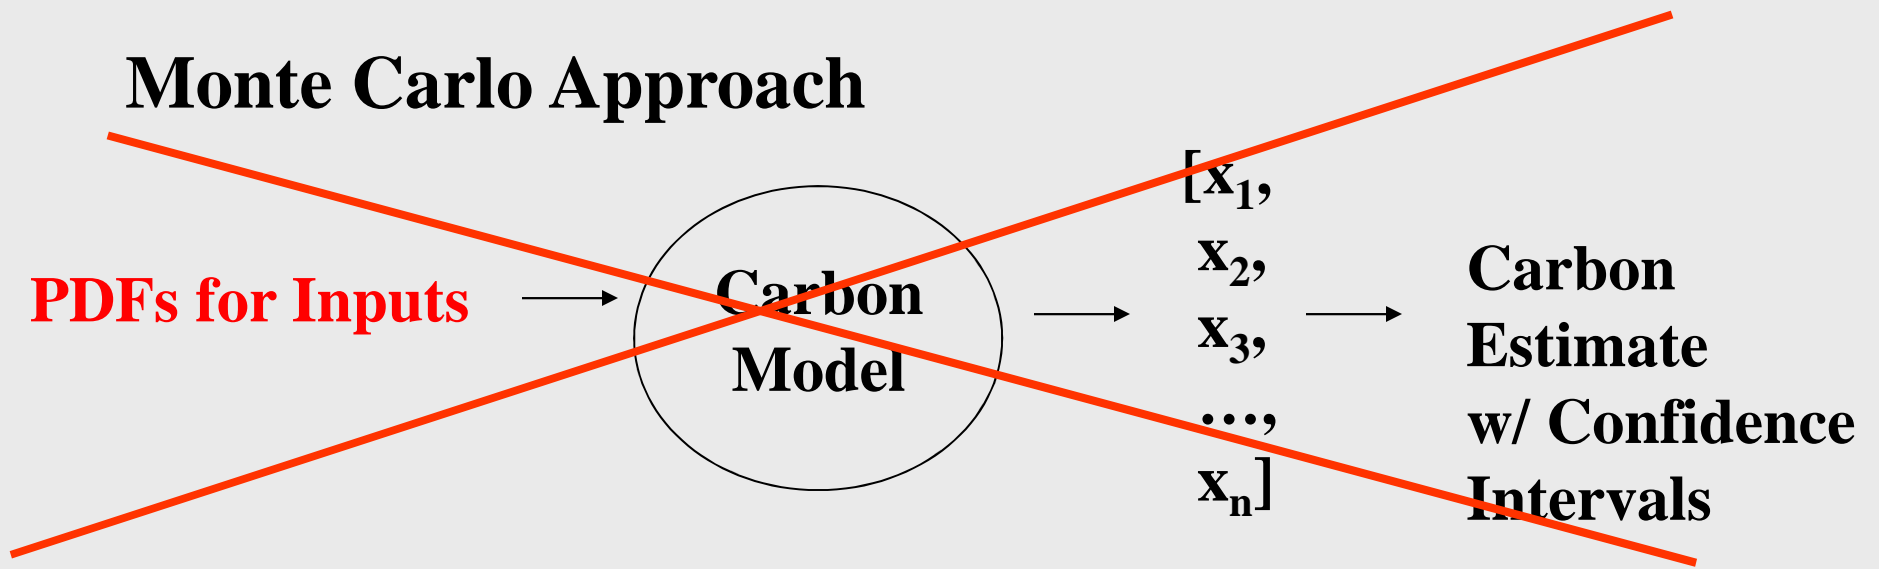 Monte Carlo Approach
PDFs for Inputs
Carbon
Model
[x1,
x2,
x3,
…,
xn]
Carbon
Estimate
w/ Confidence
Intervals